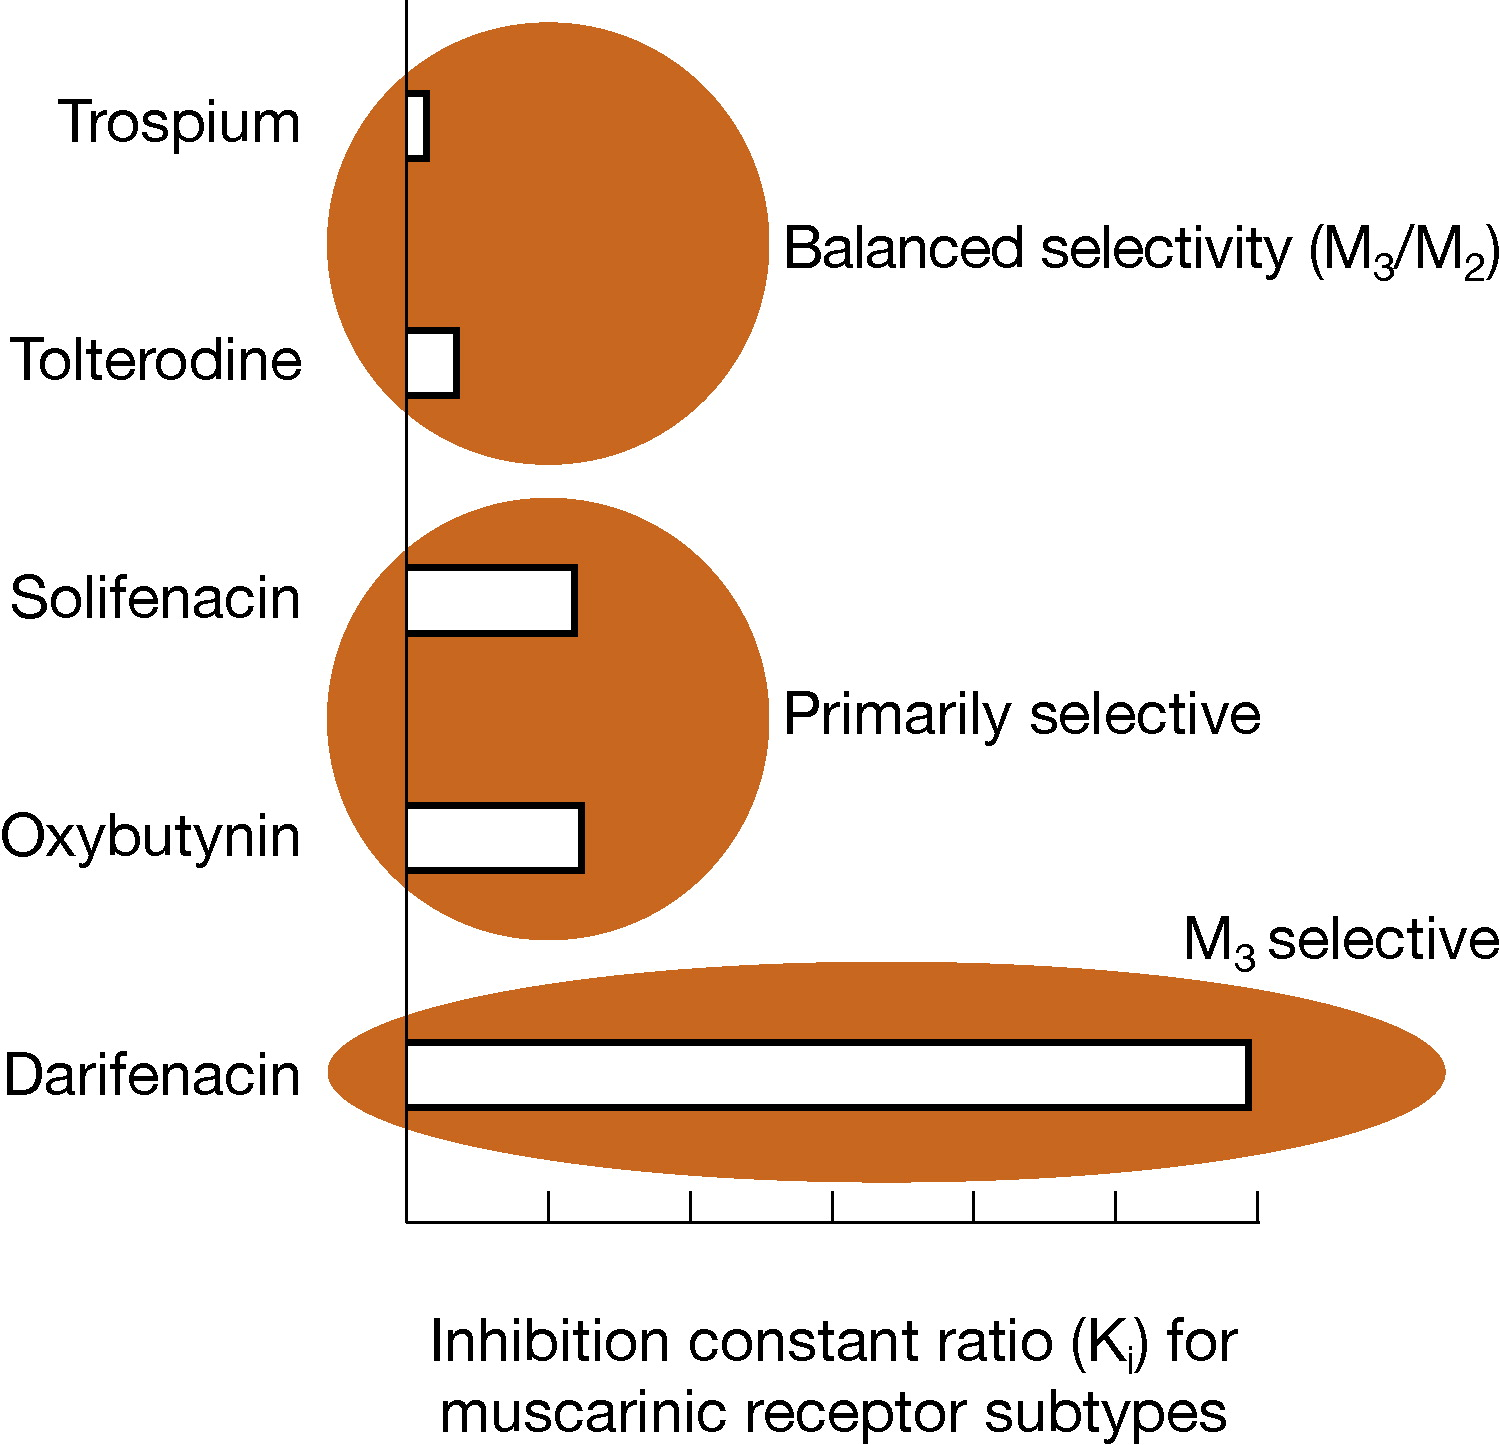 Trospium
Balanced selectivity (M₃/M₂)
Tolterodine
Solifenacin
Primarily selective
Oxybutynin
M₃ selective
Darifenacin
Inhibition constant ratio (Kᵢ) for
muscarinic receptor subtypes